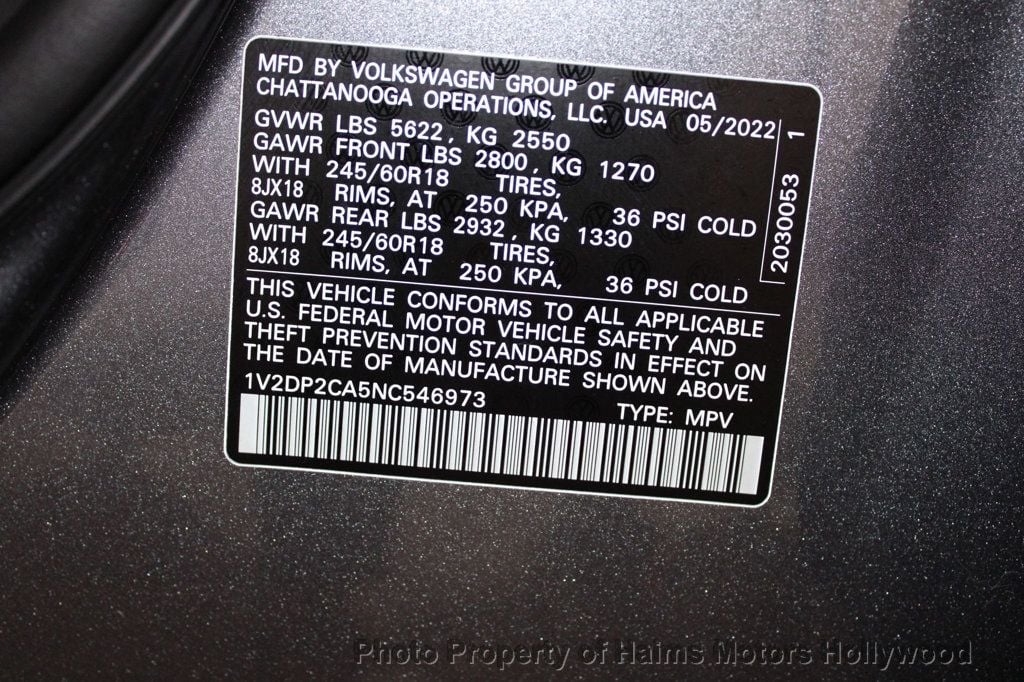 MFD BY VOLKSWAGEN GROUP OF AMERICA
CHATTANOOGA OPERATIONS, LLC. USA 05/2022
GVWR LBS 5622, KG 2550
GAWR FRONT LBS 2800, KG 1270
WITH 245/60R18 TIRES,
8JX18 RIMS, AT 250 KPA, 36 PSI COLD
GAWR REAR LBS 2932, KG 1330
WITH 245/60R18 TIRES,
8JX18 RIMS, AT 250 KPA, 36 PSI COLD
2030053 1
THIS VEHICLE CONFORMS TO ALL APPLICABLE
U.S. FEDERAL MOTOR VEHICLE SAFETY AND
THEFT PREVENTION STANDARDS IN EFFECT ON
THE DATE OF MANUFACTURE SHOWN ABOVE.
1V2DP2CA5NC546973 TYPE: MPV
Photo Property of Haims Motors Hollywood